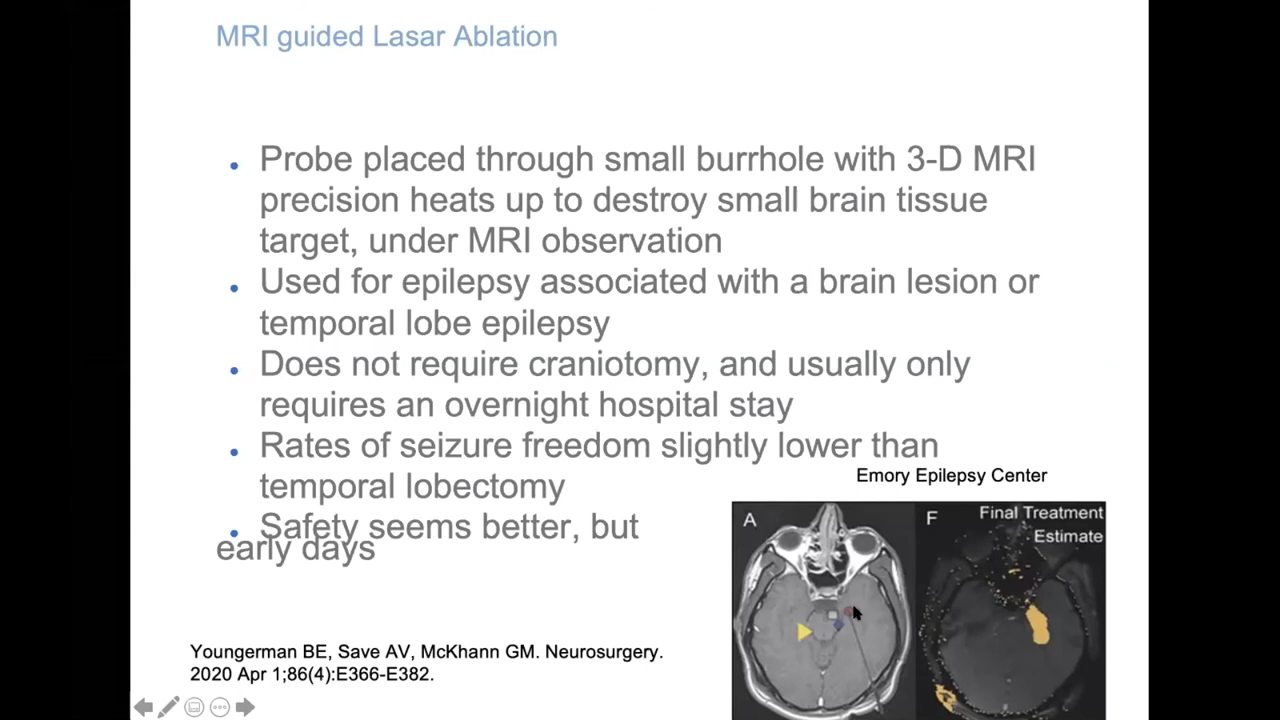 MRI guided Lasar Ablation
• Probe placed through small burrhole with 3-D MRI
precision heats up to destroy small brain tissue
target, under MRI observation
• Used for epilepsy associated with a brain lesion or
temporal lobe epilepsy
• Does not require craniotomy, and usually only
requires an overnight hospital stay
• Rates of seizure freedom slightly lower than
temporal lobectomy
• Safety seems better, but
early days
Emory Epilepsy Center
A
F
Final Treatment
Estimate
Youngerman BE, Save AV, McKhann GM. Neurosurgery.
2020 Apr 1;86(4):E366-E382.